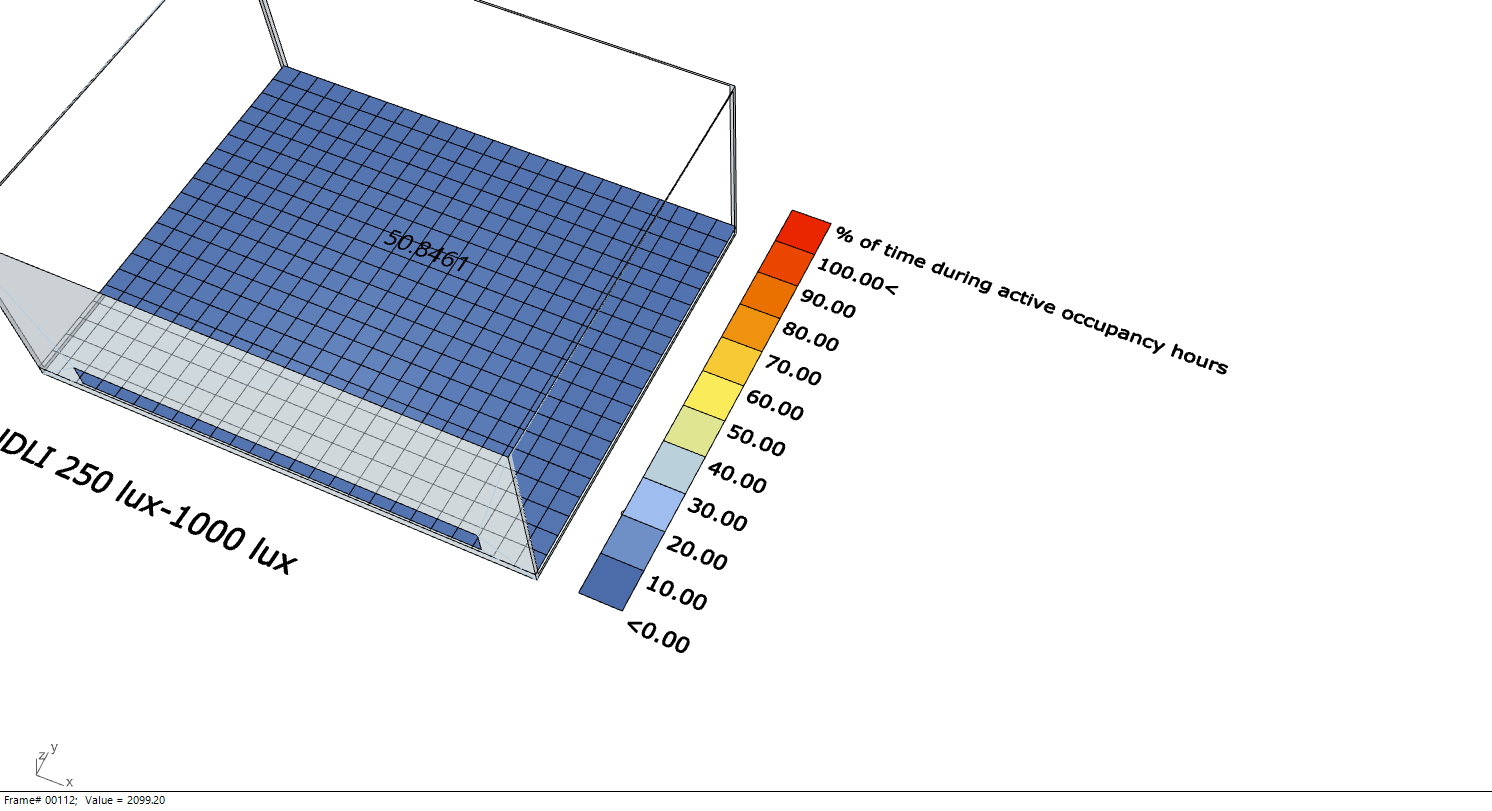 50.8461
% of time during active occupancy hours
100.00<
90.00
80.00
70.00
60.00
50.00
40.00
30.00
20.00
10.00
<0.00
250 lux-1000 lux
z
y
x
Frame# 00112; Value = 2099.20